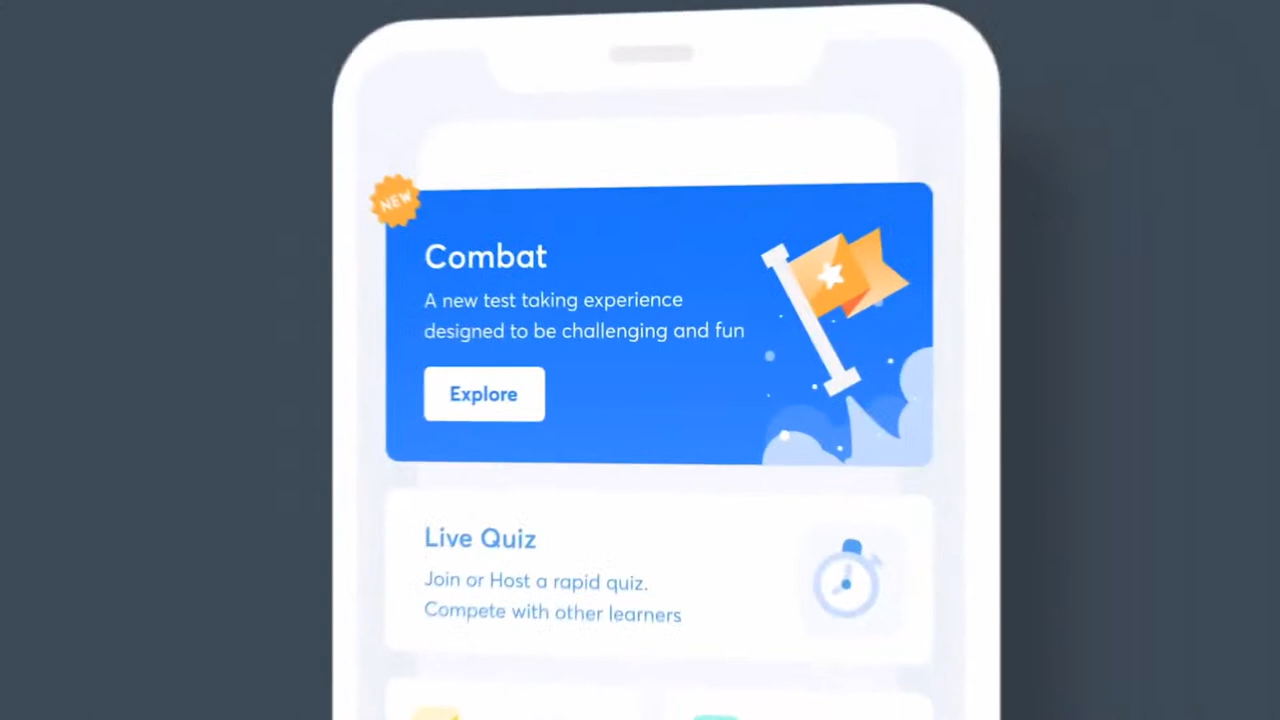 NEW
Combat
A new test taking experience
designed to be challenging and fun
Explore
Live Quiz
Join or Host a rapid quiz.
Compete with other learners